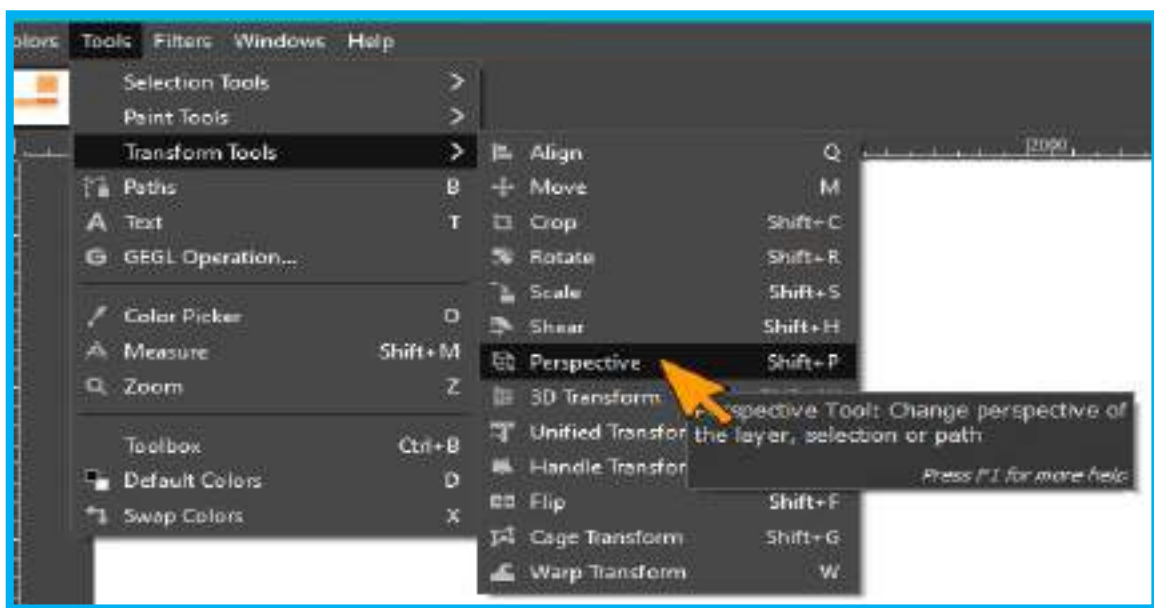 olors Tools Filters Windows Help
Selection Tools >
Paint Tools >
Transform Tools >
Paths B
A Text T
G GEGL Operation...
Color Picker O
Measure Shift+M
Zoom Z
Toolbox Ctrl+B
Default Colors D
Swap Colors X
2000
Align Q
Move M
Crop Shift+C
Rotate Shift+R
Scale Shift+S
Shear Shift+H
Perspective Shift+P
3D Transform
Unified Transfor
Handle Transfor
Flip Shift+F
Cage Transform Shift+G
Warp Transform W
spective Tool: Change perspective of
the layer, selection or path
Press F1 for more help